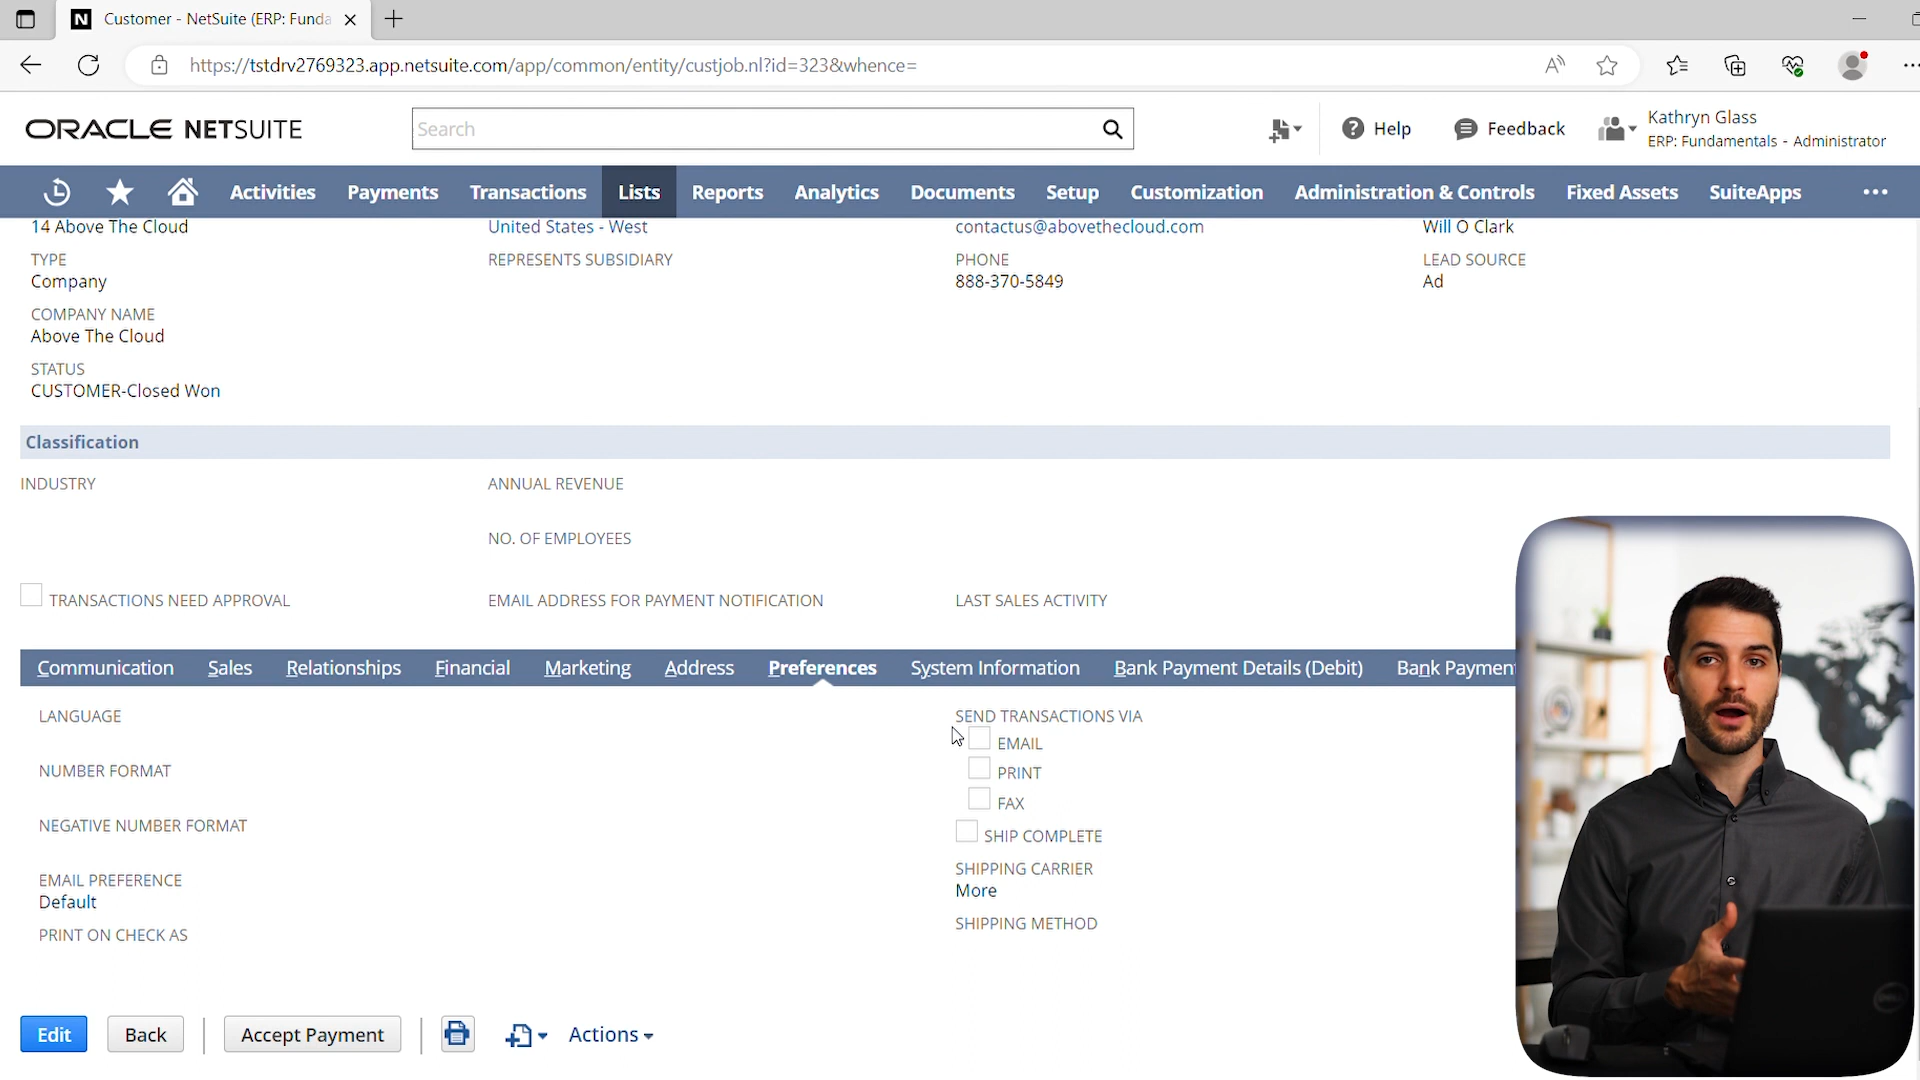 Customer - NetSuite (ERP: Funda
https://tstdrv2769323.app.netsuite.com/app/common/entity/custjob.nl?id=323&whence=
ORACLE NETSUITE
Search
Help
Feedback
Kathryn Glass
ERP: Fundamentals - Administrator
Activities Payments Transactions Lists Reports Analytics Documents Setup Customization Administration & Controls Fixed Assets SuiteApps
14 Above The Cloud
United States - West
contactus@abovethecloud.com
Will O Clark
TYPE
Company
REPRESENTS SUBSIDIARY
PHONE
888-370-5849
LEAD SOURCE
Ad
COMPANY NAME
Above The Cloud
STATUS
CUSTOMER-Closed Won
Classification
INDUSTRY
ANNUAL REVENUE
NO. OF EMPLOYEES
TRANSACTIONS NEED APPROVAL
EMAIL ADDRESS FOR PAYMENT NOTIFICATION
LAST SALES ACTIVITY
Communication Sales Relationships Financial Marketing Address Preferences System Information Bank Payment Details (Debit) Bank Payment
LANGUAGE
NUMBER FORMAT
NEGATIVE NUMBER FORMAT
EMAIL PREFERENCE
Default
PRINT ON CHECK AS
SEND TRANSACTIONS VIA
EMAIL
PRINT
FAX
SHIP COMPLETE
SHIPPING CARRIER
More
SHIPPING METHOD
Edit Back Accept Payment Actions